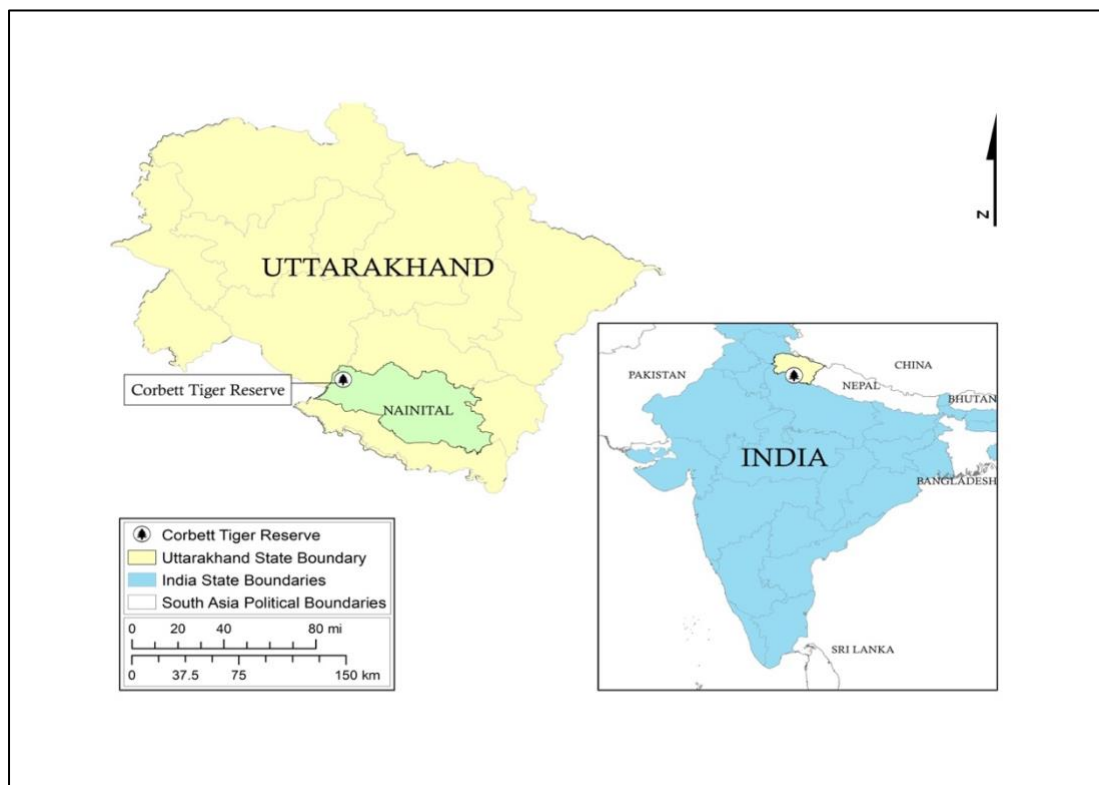 N
UTTARAKHAND
Corbett Tiger Reserve
NAINITAL
PAKISTAN
CHINA
NEPAL
BHUTAN
INDIA
BANGLADESH
SRI LANKA
Corbett Tiger Reserve
Uttarakhand State Boundary
India State Boundaries
South Asia Political Boundaries
0 20 40 80 mi
0 37.5 75 150 km